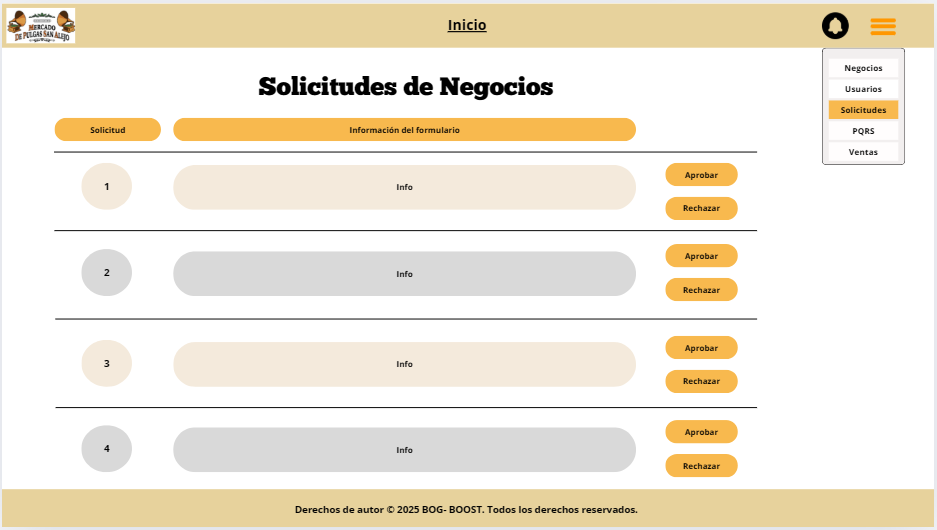 MERCADO
DE PULGAS SAN ALEJO
Inicio
Negocios
Usuarios
Solicitudes
PQRS
Ventas
Solicitudes de Negocios
Solicitud
Información del formulario
1
Info
Aprobar
Rechazar
2
Info
Aprobar
Rechazar
3
Info
Aprobar
Rechazar
4
Info
Aprobar
Rechazar
Derechos de autor © 2025 BOG- BOOST. Todos los derechos reservados.